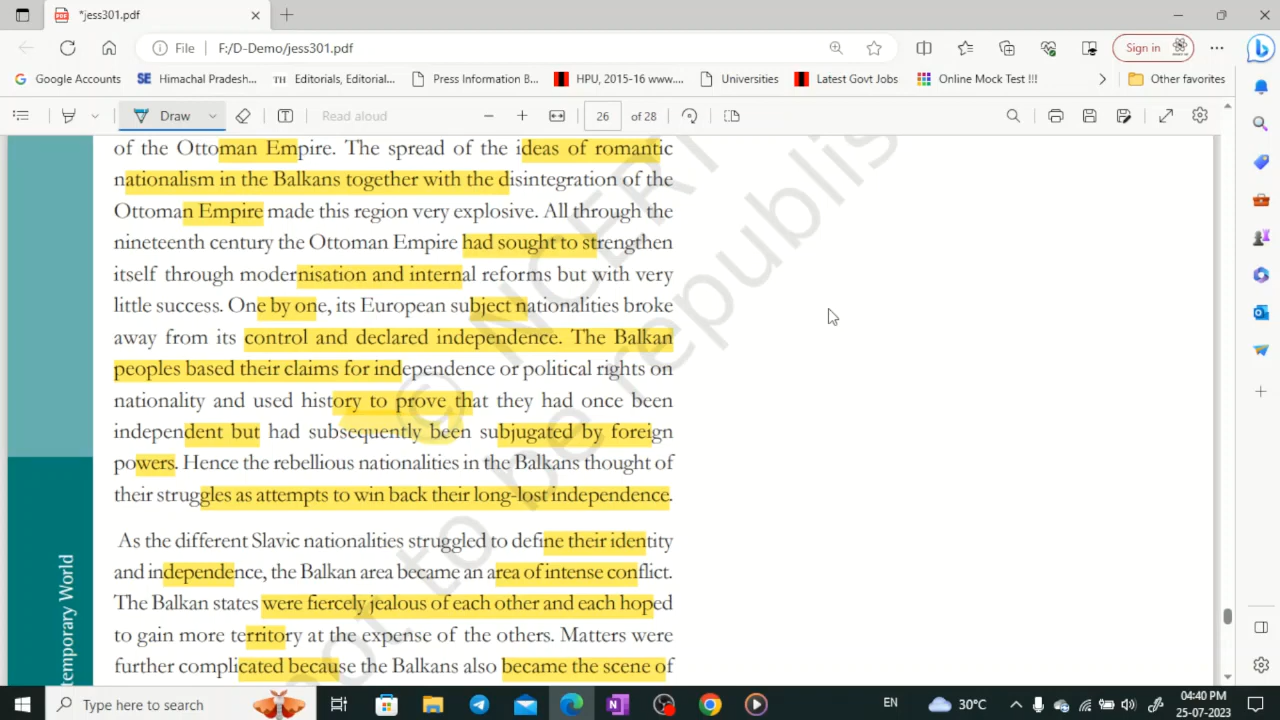 *jess301.pdf
File F:/D-Demo/jess301.pdf
Sign in
Google Accounts
SE Himachal Pradesh...
TH Editorials, Editorial...
Press Information B...
HPU, 2015-16 www....
Universities
Latest Govt Jobs
Online Mock Test !!!
Other favorites
Draw
Read aloud
26 of 28
of the Ottoman Empire. The spread of the ideas of romantic
nationalism in the Balkans together with the disintegration of the
Ottoman Empire made this region very explosive. All through the
nineteenth century the Ottoman Empire had sought to strengthen
itself through modernisation and internal reforms but with very
little success. One by one, its European subject nationalities broke
away from its control and declared independence. The Balkan
peoples based their claims for independence or political rights on
nationality and used history to prove that they had once been
independent but had subsequently been subjugated by foreign
powers. Hence the rebellious nationalities in the Balkans thought of
their struggles as attempts to win back their long-lost independence.
As the different Slavic nationalities struggled to define their identity
and independence, the Balkan area became an area of intense conflict.
The Balkan states were fiercely jealous of each other and each hoped
to gain more territory at the expense of the others. Matters were
further complicated because the Balkans also became the scene of
temporary World
© NCERT
not to be republis
Type here to search
EN
30°C
04:40 PM
25-07-2023